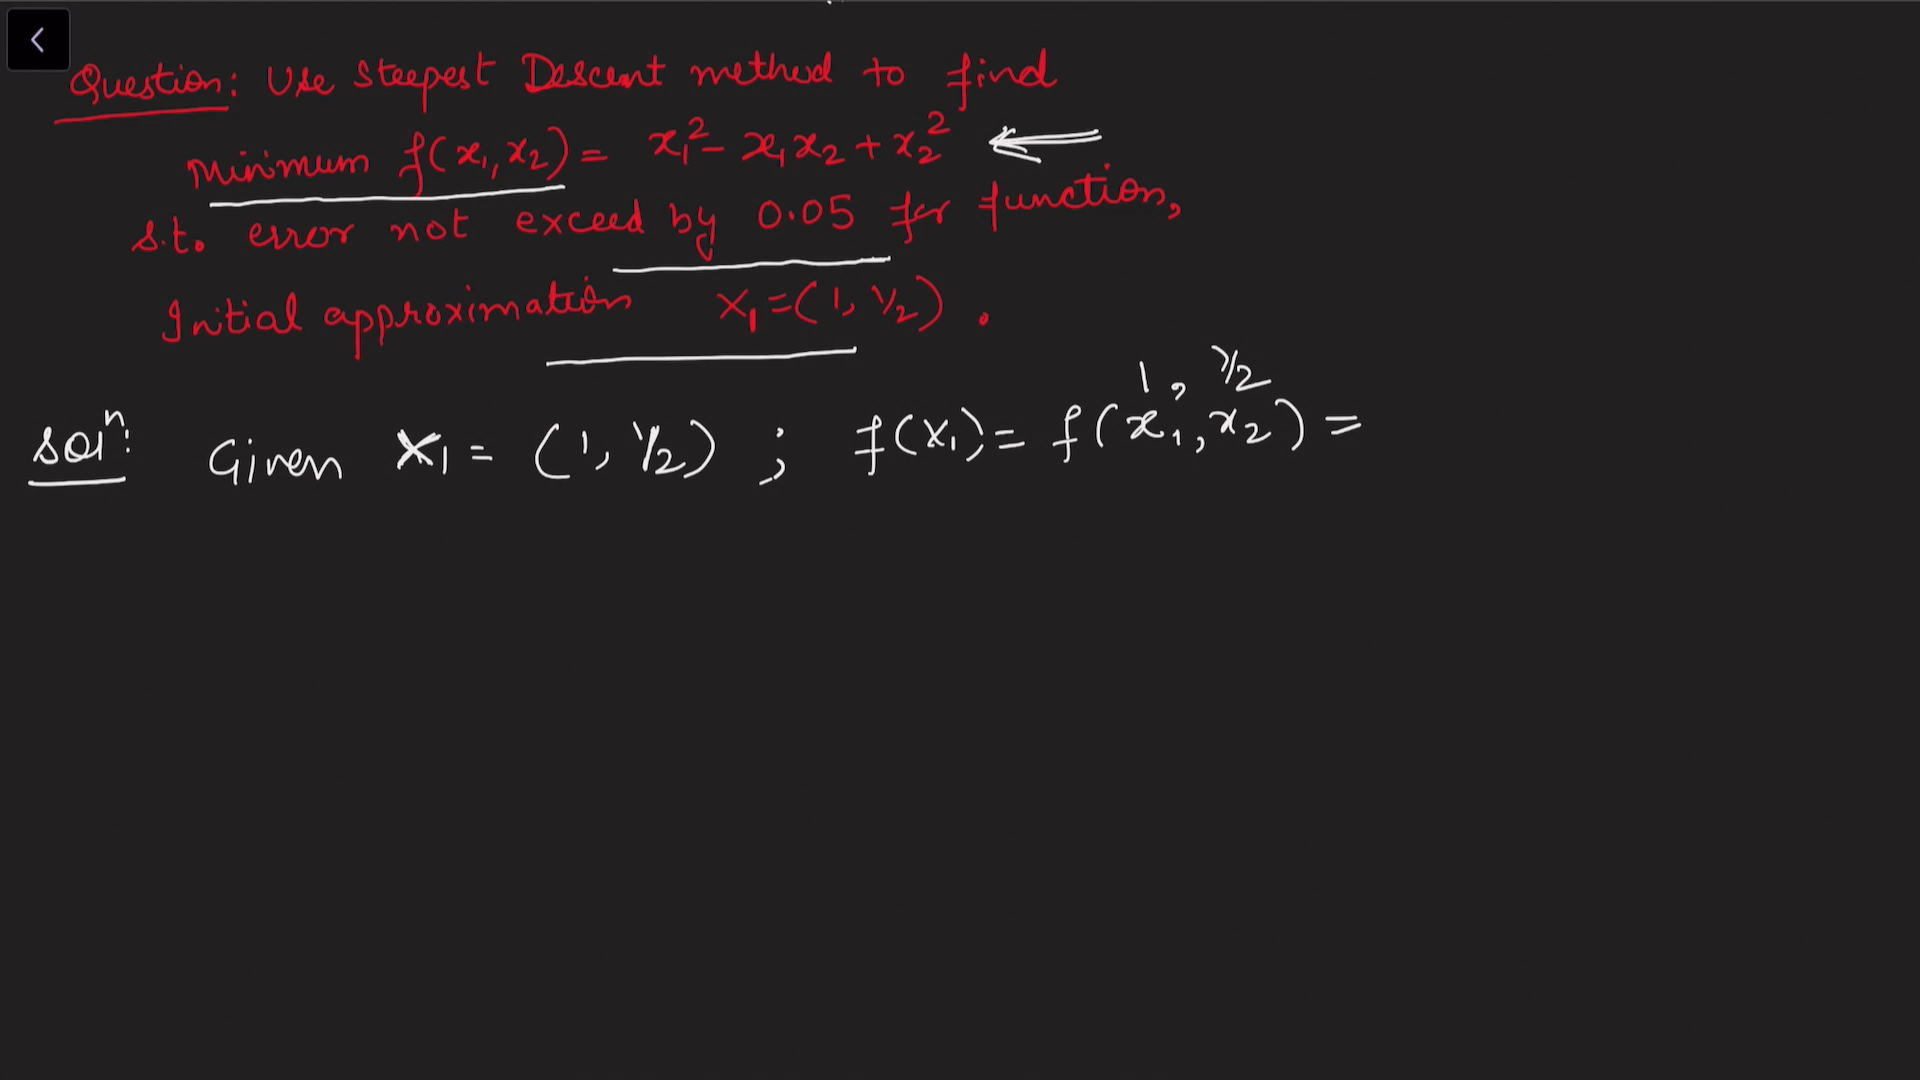 Question: Use Steepest Descent method to find
Minimum f(x₁, x₂) = x₁² - x₁x₂ + x₂²
s.t. error not exceed by 0.05 for function,
Initial approximation X₁ = (1, 1/2).
1, 1/2
Solⁿ: Given X₁ = (1, 1/2) ; f(X₁) = f(x₁, x₂) =